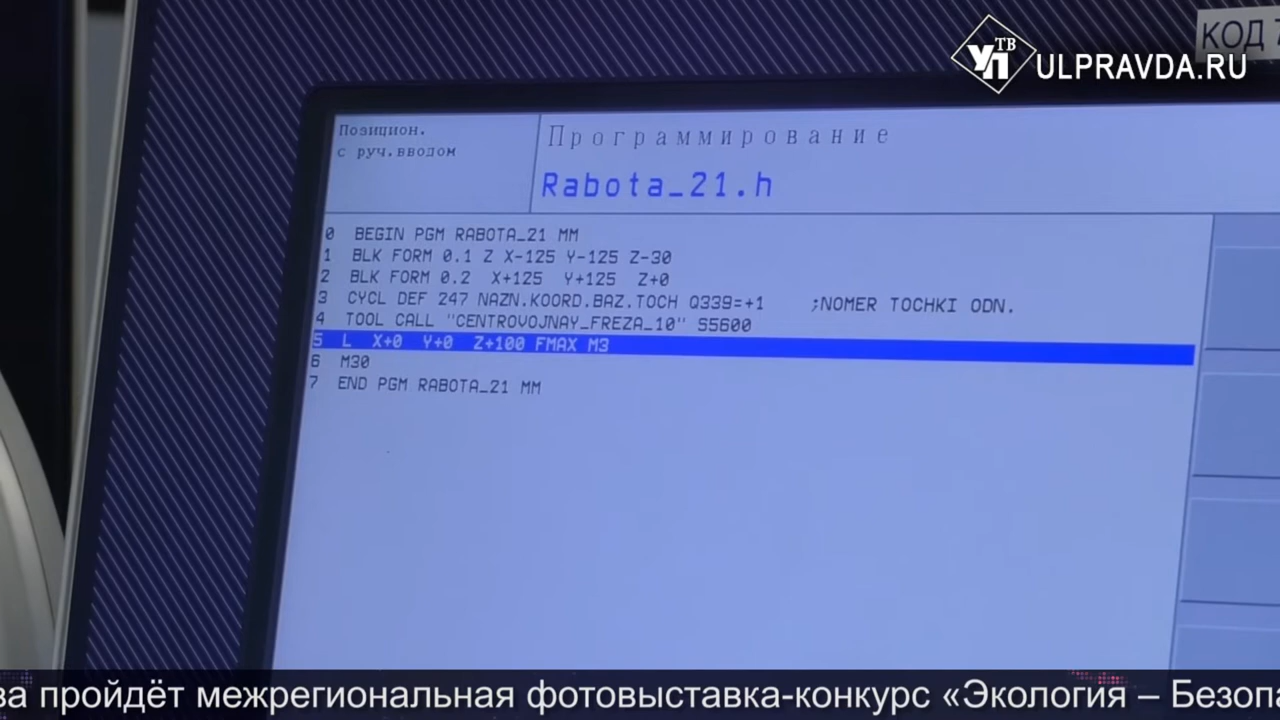 КОД
УП ТВ
ULPRAVDA.RU
Позицион.
с руч.вводом
Программирование
Rabota_21.h
0 BEGIN PGM RABOTA_21 MM
1 BLK FORM 0.1 Z X-125 Y-125 Z-30
2 BLK FORM 0.2 X+125 Y+125 Z+0
3 CYCL DEF 247 NAZN.KOORD.BAZ.TOCH Q339=+1 ;NOMER TOCHKI ODN.
4 TOOL CALL "CENTROVOJNAY_FREZA_10" S5600
5 L X+0 Y+0 Z+100 FMAX M3
6 M30
7 END PGM RABOTA_21 MM
ва пройдёт межрегиональная фотовыставка-конкурс «Экология – Безопа